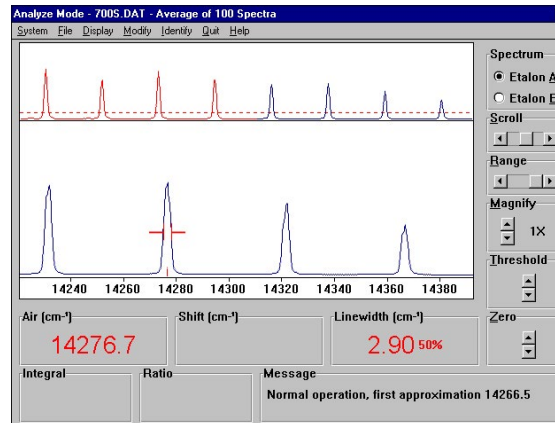 Analyze Mode - 700S.DAT - Average of 100 Spectra
System File Display Modify Identify Quit Help
Spectrum
Etalon A
Etalon
Scroll
Range
Magnify
1X
Threshold
14240 14260 14280 14300 14320 14340 14360 14380
Air (cm⁻¹) Shift (cm⁻¹) Linewidth (cm⁻¹) Zero
14276.7 2.90 50%
Integral Ratio Message
Normal operation, first approximation 14266.5